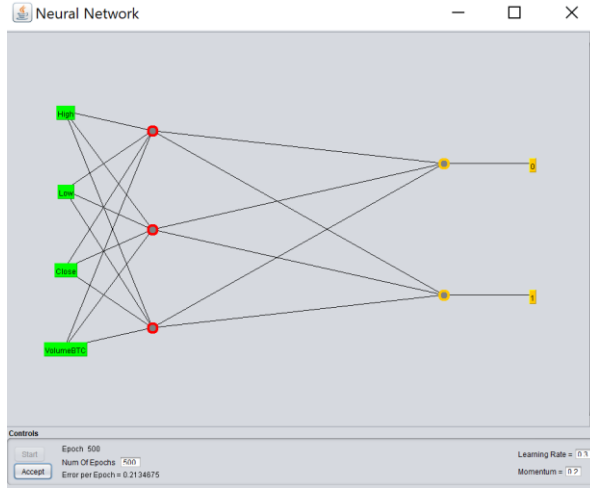 Neural Network
High
Low
Close
VolumeBTC
0
1
Controls
Start
Accept
Epoch 500
Num Of Epochs 500
Error per Epoch = 0.2134675
Learning Rate = 0.3
Momentum = 0.2